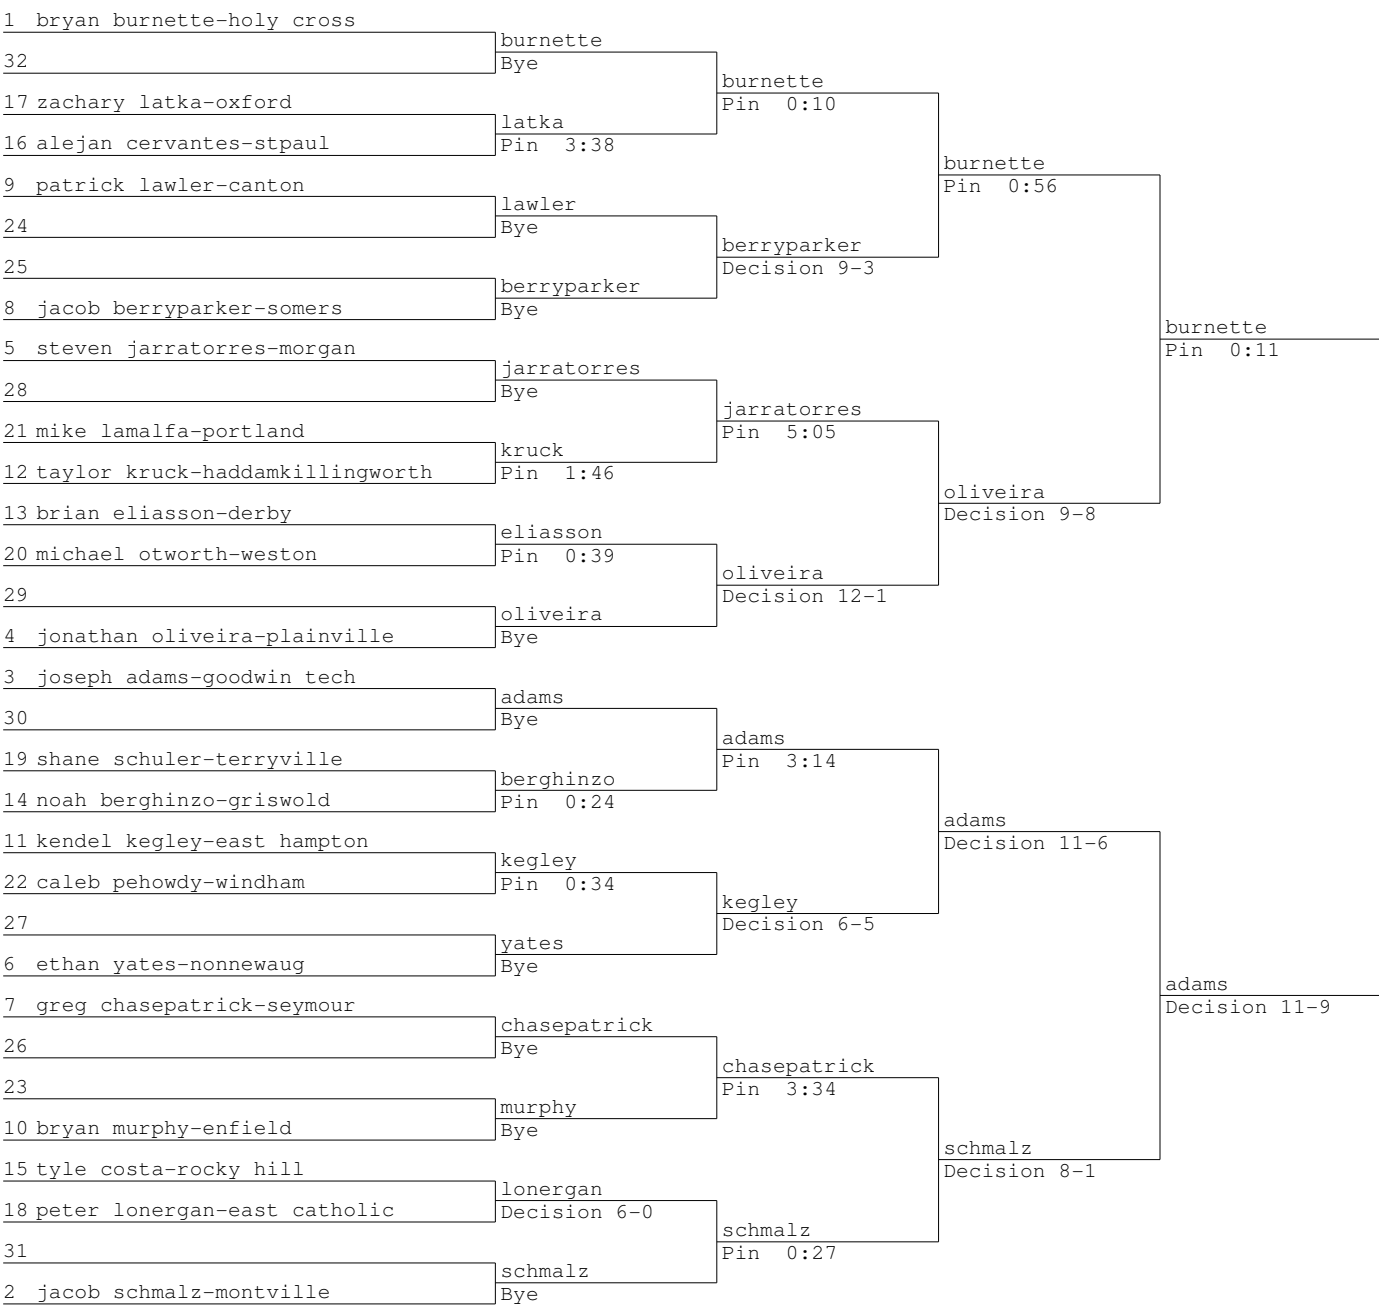 1 bryan burnette-holy cross
32
17 zachary latka-oxford
16 alejan cervantes-stpaul
9 patrick lawler-canton
24
25
8 jacob berryparker-somers
5 steven jarratorres-morgan
28
21 mike lamalfa-portland
12 taylor kruck-haddamkillingworth
13 brian eliasson-derby
20 michael otworth-weston
29
4 jonathan oliveira-plainville
3 joseph adams-goodwin tech
30
19 shane schuler-terryville
14 noah berghinzo-griswold
11 kendel kegley-east hampton
22 caleb pehowdy-windham
27
6 ethan yates-nonnewaug
7 greg chasepatrick-seymour
26
23
10 bryan murphy-enfield
15 tyle costa-rocky hill
18 peter lonergan-east catholic
31
2 jacob schmalz-montville
burnette
Bye
latka
Pin 3:38
lawler
Bye
berryparker
Bye
jarratorres
Bye
kruck
Pin 1:46
eliasson
Pin 0:39
oliveira
Bye
adams
Bye
berghinzo
Pin 0:24
kegley
Pin 0:34
yates
Bye
chasepatrick
Bye
murphy
Bye
lonergan
Decision 6-0
schmalz
Bye
burnette
Pin 0:10
berryparker
Decision 9-3
jarratorres
Pin 5:05
oliveira
Decision 12-1
adams
Pin 3:14
kegley
Decision 6-5
chasepatrick
Pin 3:34
schmalz
Pin 0:27
burnette
Pin 0:56
oliveira
Decision 9-8
adams
Decision 11-6
schmalz
Decision 8-1
burnette
Pin 0:11
adams
Decision 11-9